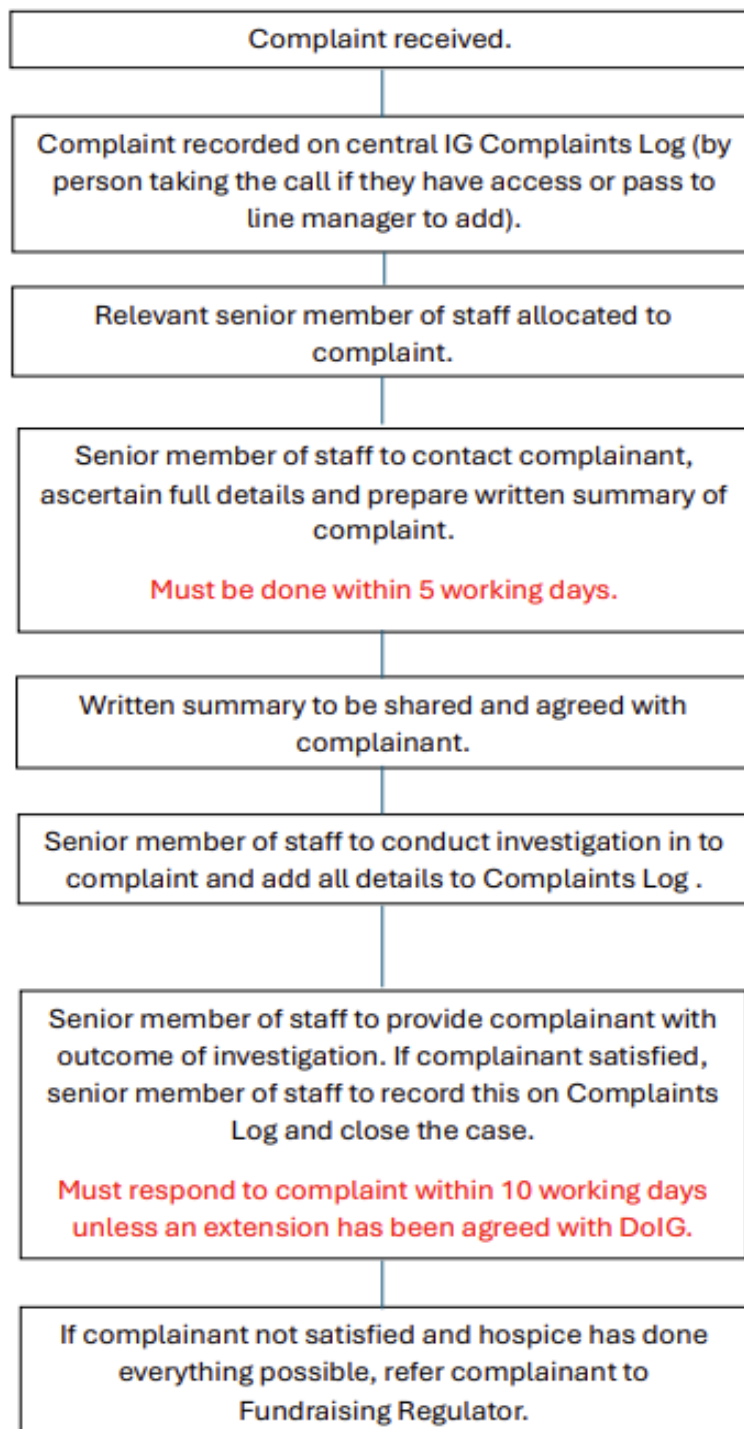 Complaint received.
Complaint recorded on central IG Complaints Log (by
person taking the call if they have access or pass to
line manager to add).
Relevant senior member of staff allocated to
complaint.
Senior member of staff to contact complainant,
ascertain full details and prepare written summary of
complaint.
Must be done within 5 working days.
Written summary to be shared and agreed with
complainant.
Senior member of staff to conduct investigation in to
complaint and add all details to Complaints Log .
Senior member of staff to provide complainant with
outcome of investigation. If complainant satisfied,
senior member of staff to record this on Complaints
Log and close the case.
Must respond to complaint within 10 working days
unless an extension has been agreed with DoIG.
If complainant not satisfied and hospice has done
everything possible, refer complainant to
Fundraising Regulator.